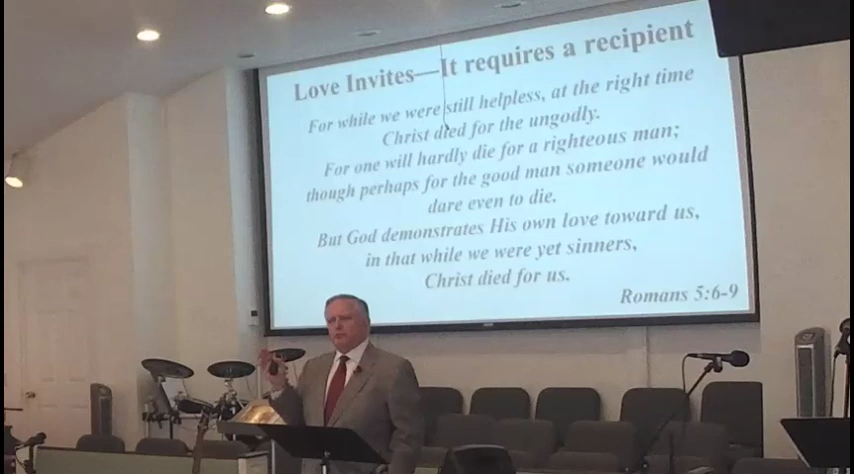 Love Invites—It requires a recipient
For while we were still helpless, at the right time
Christ died for the ungodly.
For one will hardly die for a righteous man;
though perhaps for the good man someone would
dare even to die.
But God demonstrates His own love toward us,
in that while we were yet sinners,
Christ died for us.
Romans 5:6-9